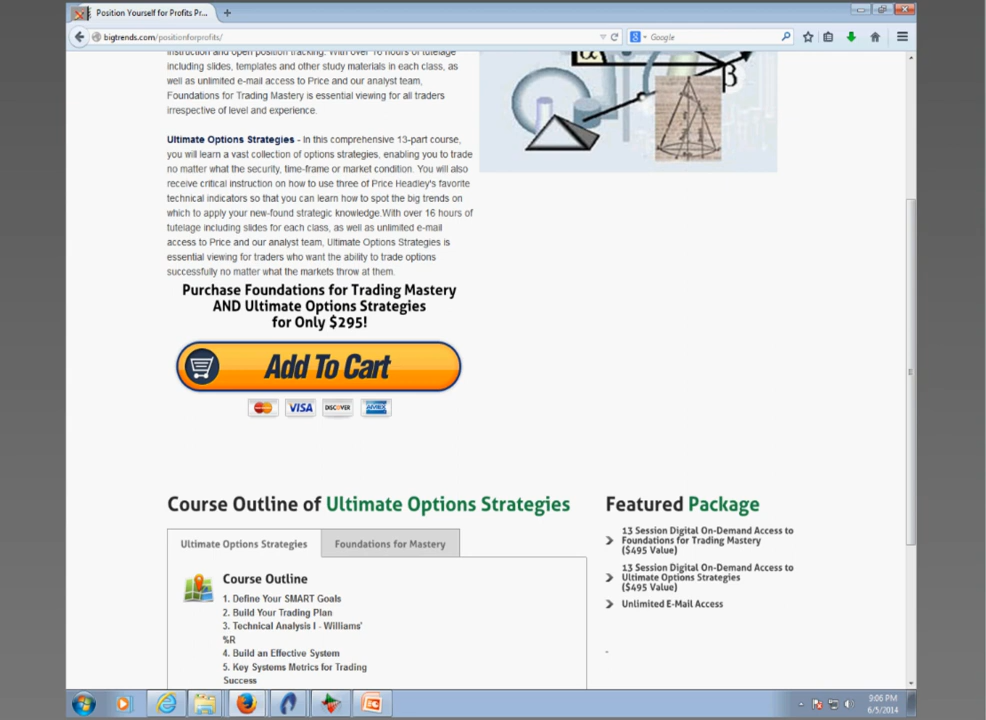 Position Yourself for Profits Pr...
bigtrends.com/positionforprofits/
Google
instruction and open position tracking. With over 16 hours of tutelage
including slides, templates and other study materials in each class, as
well as unlimited e-mail access to Price and our analyst team,
Foundations for Trading Mastery is essential viewing for all traders
irrespective of level and experience.
α
β
Ultimate Options Strategies - In this comprehensive 13-part course,
you will learn a vast collection of options strategies, enabling you to trade
no matter what the security, time-frame or market condition. You will also
receive critical instruction on how to use three of Price Headley's favorite
technical indicators so that you can learn how to spot the big trends on
which to apply your new-found strategic knowledge.With over 16 hours of
tutelage including slides for each class, as well as unlimited e-mail
access to Price and our analyst team, Ultimate Options Strategies is
essential viewing for traders who want the ability to trade options
successfully no matter what the markets throw at them.
Purchase Foundations for Trading Mastery
AND Ultimate Options Strategies
for Only $295!
Add To Cart
VISA DISCOVER AMEX
Course Outline of Ultimate Options Strategies
Ultimate Options Strategies
Foundations for Mastery
Course Outline
1. Define Your SMART Goals
2. Build Your Trading Plan
3. Technical Analysis I - Williams'
%R
4. Build an Effective System
5. Key Systems Metrics for Trading
Success
Featured Package
13 Session Digital On-Demand Access to
Foundations for Trading Mastery
($495 Value)
13 Session Digital On-Demand Access to
Ultimate Options Strategies
($495 Value)
Unlimited E-Mail Access
-
9:06 PM
6/5/2014